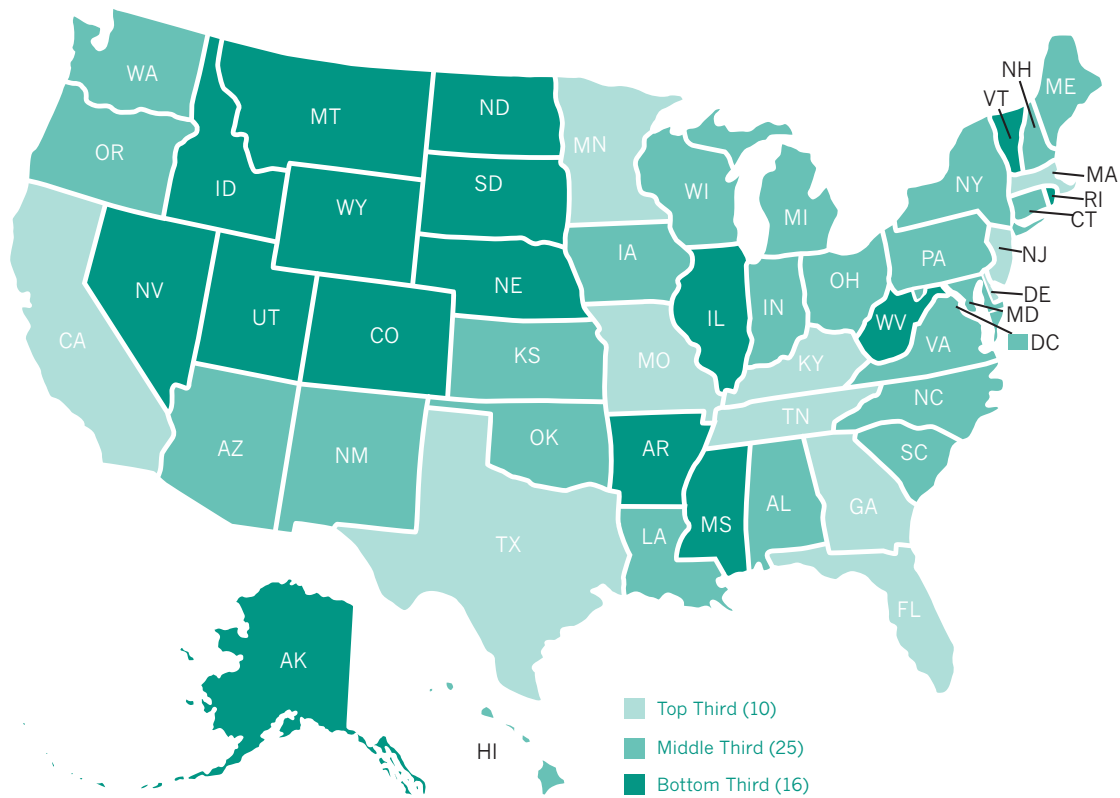 WA
OR
CA
NV
ID
MT
WY
UT
CO
AZ
NM
ND
SD
NE
KS
OK
TX
MN
IA
MO
AR
LA
WI
IL
MS
MI
IN
OH
KY
TN
AL
GA
FL
SC
NC
VA
WV
PA
NY
VT
NH
ME
MA
RI
CT
NJ
DE
MD
DC
AK
HI
Top Third (10)
Middle Third (25)
Bottom Third (16)